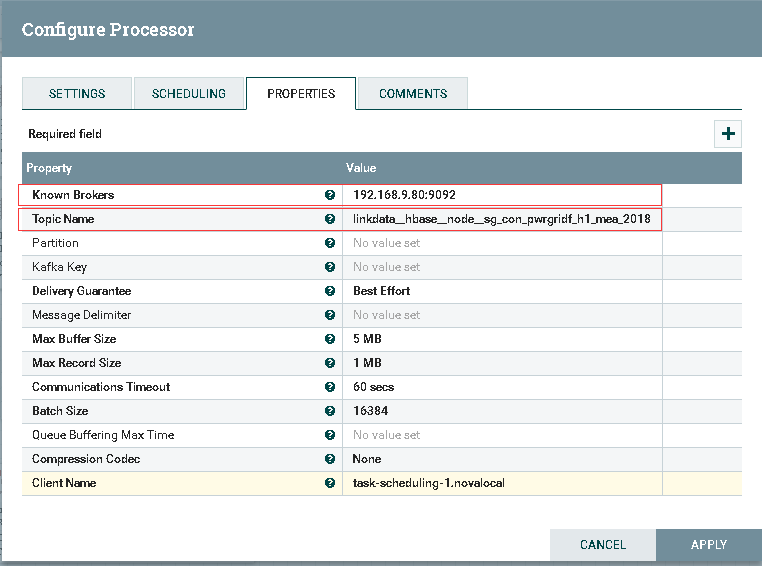 Configure Processor
SETTINGS SCHEDULING PROPERTIES COMMENTS
Required field
Property Value
Known Brokers 192.168.9.80:9092
Topic Name linkdata__hbase__node__sg_con_pwrgridf_h1_mea_2018
Partition No value set
Kafka Key No value set
Delivery Guarantee Best Effort
Message Delimiter No value set
Max Buffer Size 5 MB
Max Record Size 1 MB
Communications Timeout 60 secs
Batch Size 16384
Queue Buffering Max Time No value set
Compression Codec None
Client Name task-scheduling-1.novalocal
CANCEL APPLY